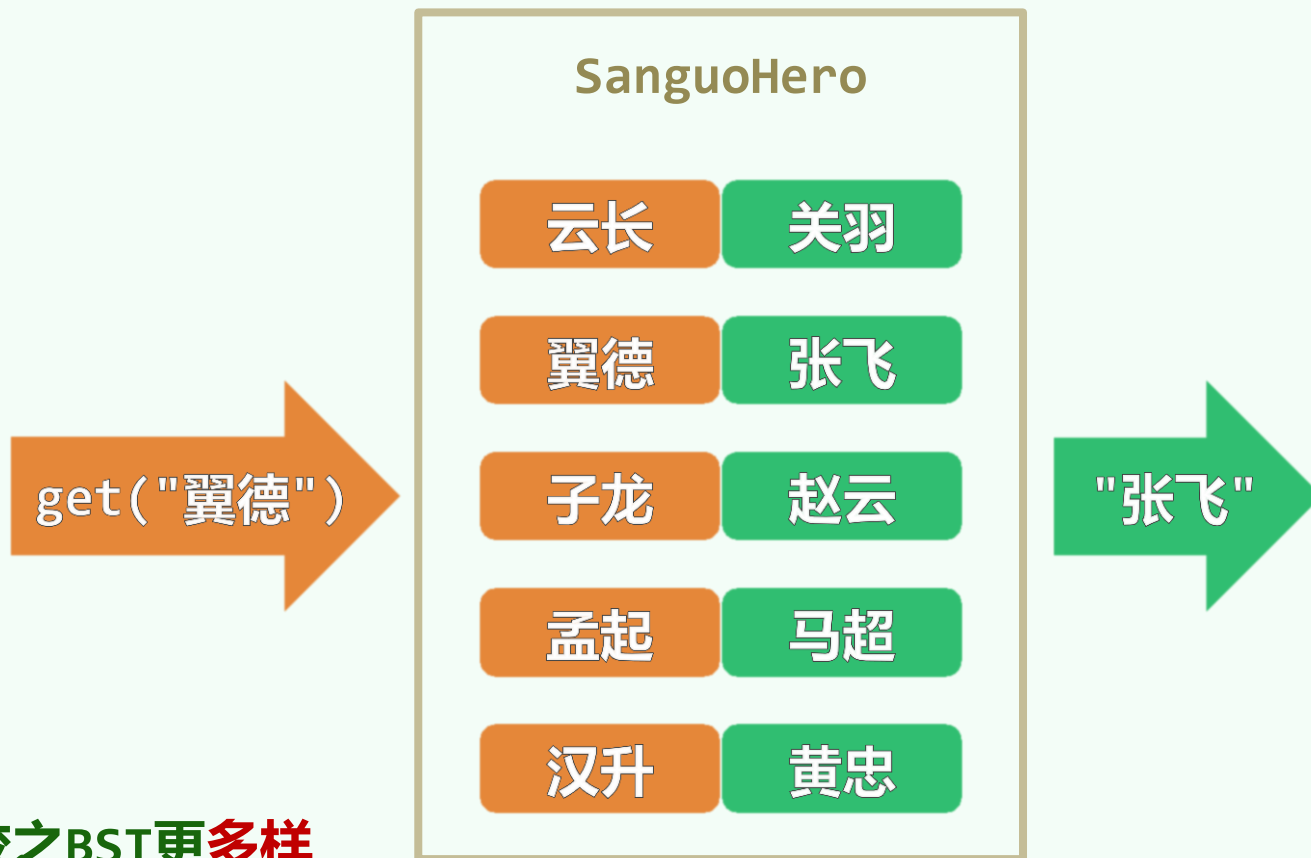 SanguoHero
云长 关羽
翼德 张飞
get("翼德") "张飞"
子龙 赵云
孟起 马超
汉升 黄忠
之BST更多样